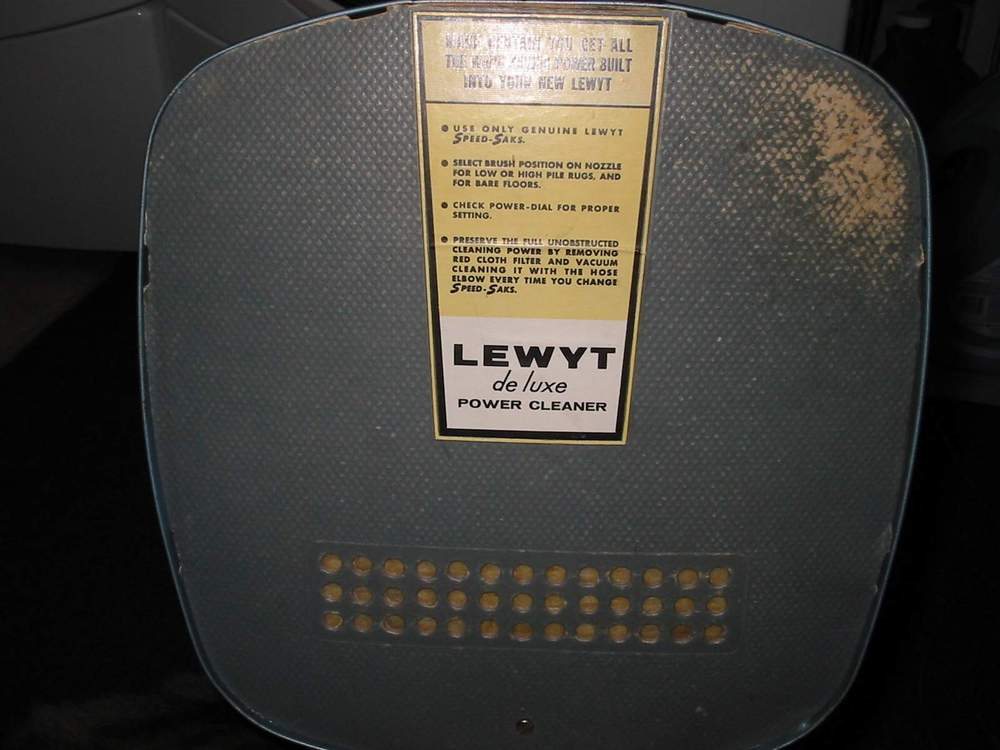 MAKE CERTAIN YOU GET ALL
THE POWER BUILT
INTO YOUR NEW LEWYT
• USE ONLY GENUINE LEWYT
SPEED-SAKS.
• SELECT BRUSH POSITION ON NOZZLE
FOR LOW OR HIGH PILE RUGS, AND
FOR BARE FLOORS.
• CHECK POWER-DIAL FOR PROPER
SETTING.
• PRESERVE THE FULL UNOBSTRUCTED
CLEANING POWER BY REMOVING
RED CLOTH FILTER AND VACUUM
CLEANING IT WITH THE HOSE
ELBOW EVERY TIME YOU CHANGE
SPEED-SAKS.
LEWYT
de luxe
POWER CLEANER